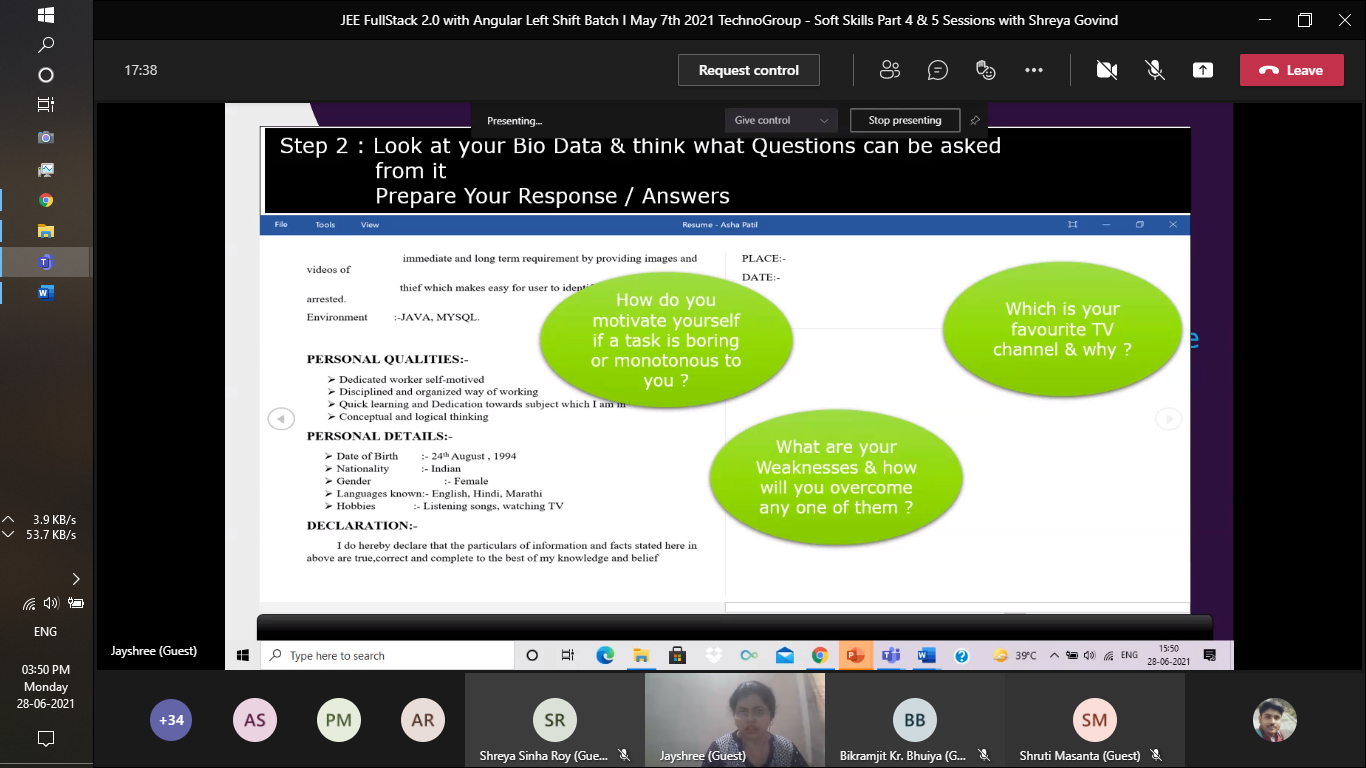 JEE FullStack 2.0 with Angular Left Shift Batch I May 7th 2021 TechnoGroup - Soft Skills Part 4 & 5 Sessions with Shreya Govind
17:38
Request control
Leave
Presenting...
Give control
Stop presenting
Step 2 : Look at your Bio Data & think what Questions can be asked
from it
Prepare Your Response / Answers
File
Tools
View
Resume - Asha Patil
immediate and long term requirement by providing images and
videos of
thief which makes easy for user to
arrested.
Environment :-JAVA, MYSQL.
PERSONAL QUALITIES:-
➢ Dedicated worker self-motived
➢ Disciplined and organized way of working
➢ Quick learning and Dedication towards subject which I am in
➢ Conceptual and logical thinking
PERSONAL DETAILS:-
➢ Date of Birth :- 24th August , 1994
➢ Nationality :- Indian
➢ Gender :- Female
➢ Languages known:- English, Hindi, Marathi
➢ Hobbies :- Listening songs, watching TV
DECLARATION:-
I do hereby declare that the particulars of information and facts stated here in
above are true,correct and complete to the best of my knowledge and belief
PLACE:-
DATE:-
How do you
motivate yourself
if a task is boring
or monotonous to
you ?
Which is your
favourite TV
channel & why ?
What are your
Weaknesses & how
will you overcome
any one of them ?
e
Jayshree (Guest)
Type here to search
39°C
ENG
15:50
28-06-2021
3.9 KB/s
53.7 KB/s
ENG
03:50 PM
Monday
28-06-2021
+34
AS
PM
AR
SR
Shreya Sinha Roy (Gue...
Jayshree (Guest)
BB
Bikramjit Kr. Bhuiya (G...
SM
Shruti Masanta (Guest)